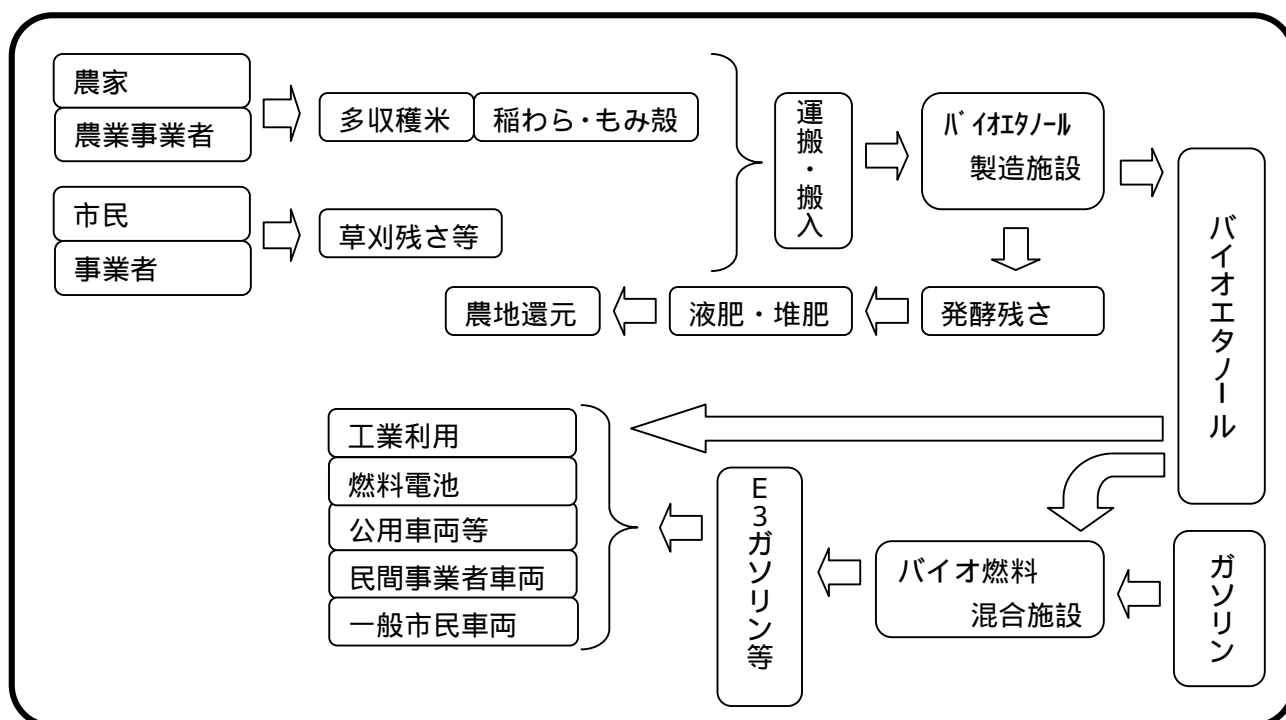 農家
農業事業者
多収穫米
稲わら・もみ殻
市民
事業者
草刈残さ等
運搬・搬入
バイオエタノール
製造施設
バイオエタノール
農地還元
液肥・堆肥
発酵残さ
工業利用
燃料電池
公用車両等
民間事業者車両
一般市民車両
E3ガソリン等
バイオ燃料
混合施設
ガソリン